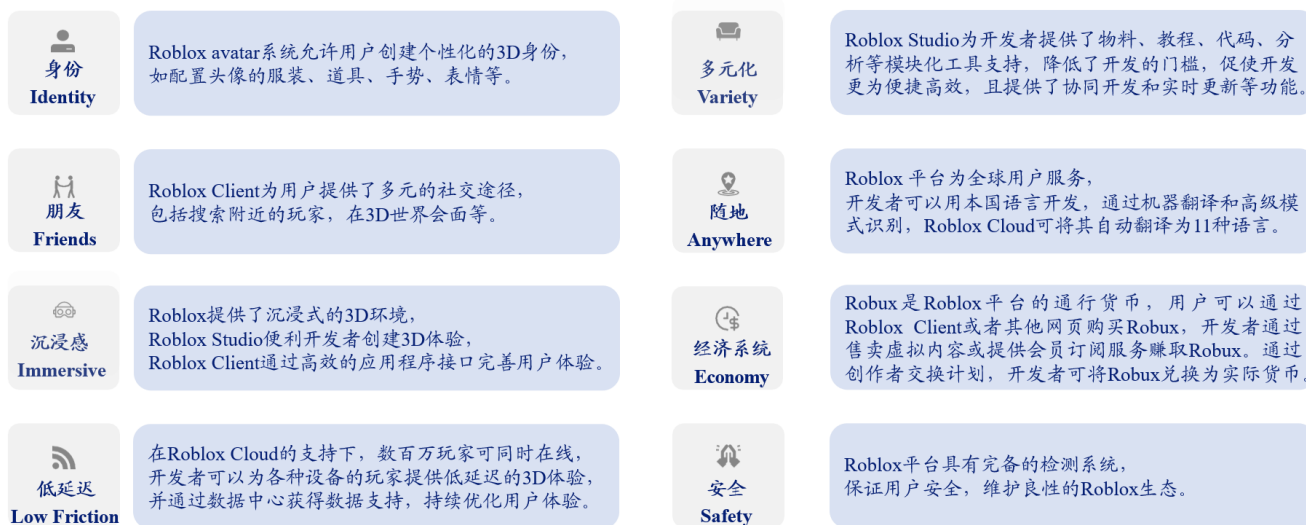 身份
Identity
Roblox avatar系统允许用户创建个性化的3D身份，
如配置头像的服装、道具、手势、表情等。
多元化
Variety
Roblox Studio为开发者提供了物料、教程、代码、分
析等模块化工具支持，降低了开发的门槛，促使开发
更为便捷高效，且提供了协同开发和实时更新等功能。
朋友
Friends
Roblox Client为用户提供了多元的社交途径，
包括搜索附近的玩家，在3D世界会面等。
随地
Anywhere
Roblox 平台为全球用户服务，
开发者可以用本国语言开发，通过机器翻译和高级模
式识别，Roblox Cloud可将其自动翻译为11种语言。
沉浸感
Immersive
Roblox提供了沉浸式的3D环境，
Roblox Studio便利开发者创建3D体验，
Roblox Client通过高效的应用程序接口完善用户体验。
经济系统
Economy
Robux是Roblox平台的通行货币，用户可以通过
Roblox Client或者其他网页购买Robux，开发者通过
售卖虚拟内容或提供会员订阅服务赚取Robux。通过
创作者交换计划，开发者可将Robux兑换为实际货币。
低延迟
Low Friction
在Roblox Cloud的支持下，数百万玩家可同时在线，
开发者可以为各种设备的玩家提供低延迟的3D体验，
并通过数据中心获得数据支持，持续优化用户体验。
安全
Safety
Roblox平台具有完备的检测系统，
保证用户安全，维护良性的Roblox生态。